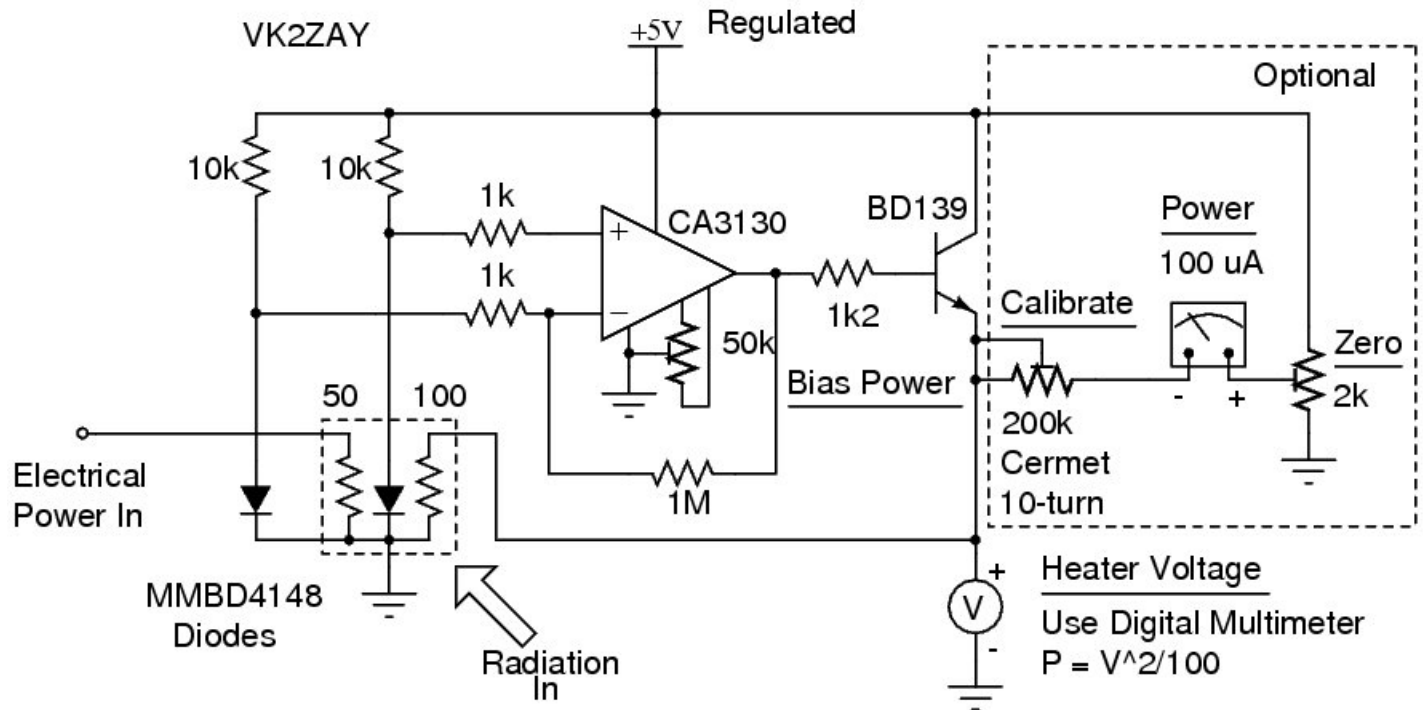 VK2ZAY
+5V
Regulated
Optional
10k
10k
1k
1k
+
−
CA3130
BD139
Power
100 uA
1k2
50k
Calibrate
Bias Power
- +
Zero
2k
200k
Cermet
10-turn
50
100
1M
Electrical
Power In
MMBD4148
Diodes
Radiation
In
+
V
-
Heater Voltage
Use Digital Multimeter
P = V^2/100